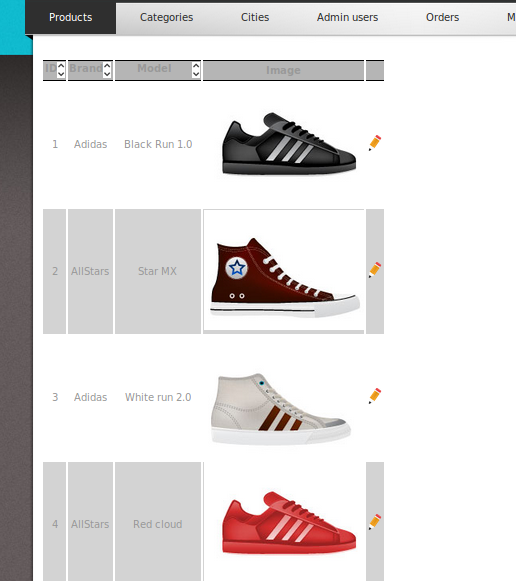 Products Categories Cities Admin users Orders M
ID Brand Model Image
1 Adidas Black Run 1.0
2 AllStars Star MX
3 Adidas White run 2.0
4 AllStars Red cloud